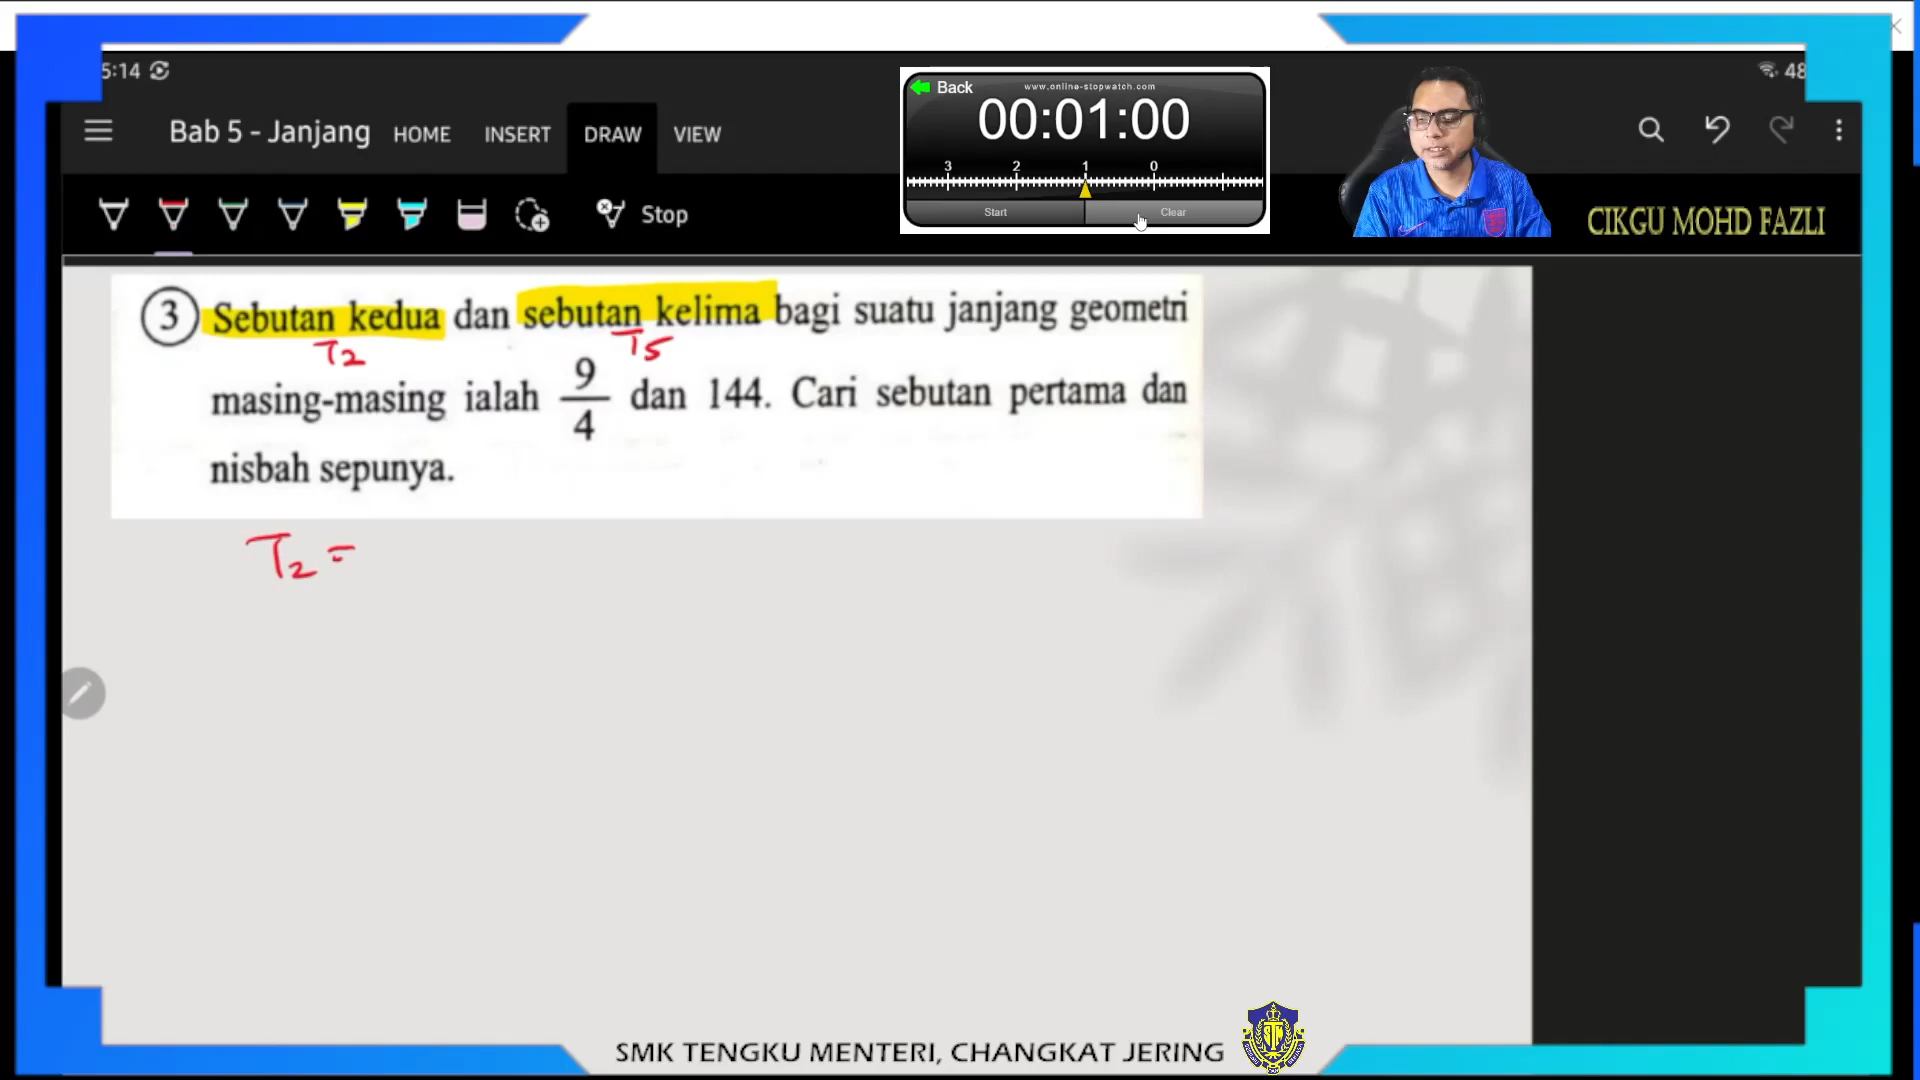 5:14
48
Bab 5 - Janjang HOME INSERT DRAW VIEW
Stop
Back
www.online-stopwatch.com
00:01:00
3 2 1 0
Start Clear
CIKGU MOHD FAZLI
3 Sebutan kedua dan sebutan kelima bagi suatu janjang geometri
T2 T5
masing-masing ialah 9/4 dan 144. Cari sebutan pertama dan
nisbah sepunya.
T2 =
SMK TENGKU MENTERI, CHANGKAT JERING